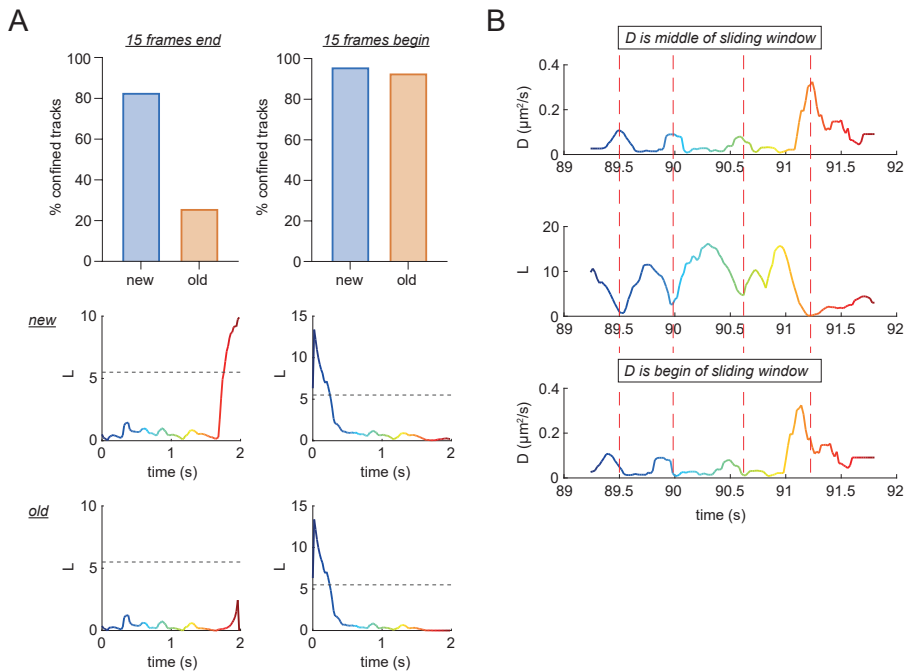 A
15 frames end
100
80
60
40
20
0
% confined tracks
new
old
15 frames begin
100
80
60
40
20
0
% confined tracks
new
old
new
10
5
0
L
0
1
2
time (s)
15
10
5
0
L
0
1
2
time (s)
old
10
5
0
L
0
1
2
time (s)
15
10
5
0
L
0
1
2
time (s)
B
D is middle of sliding window
0.4
0.2
0
D (μm²/s)
89
89.5
90
90.5
91
91.5
92
20
10
0
L
89
89.5
90
90.5
91
91.5
92
D is begin of sliding window
0.4
0.2
0
D (μm²/s)
89
89.5
90
90.5
91
91.5
92
time (s)